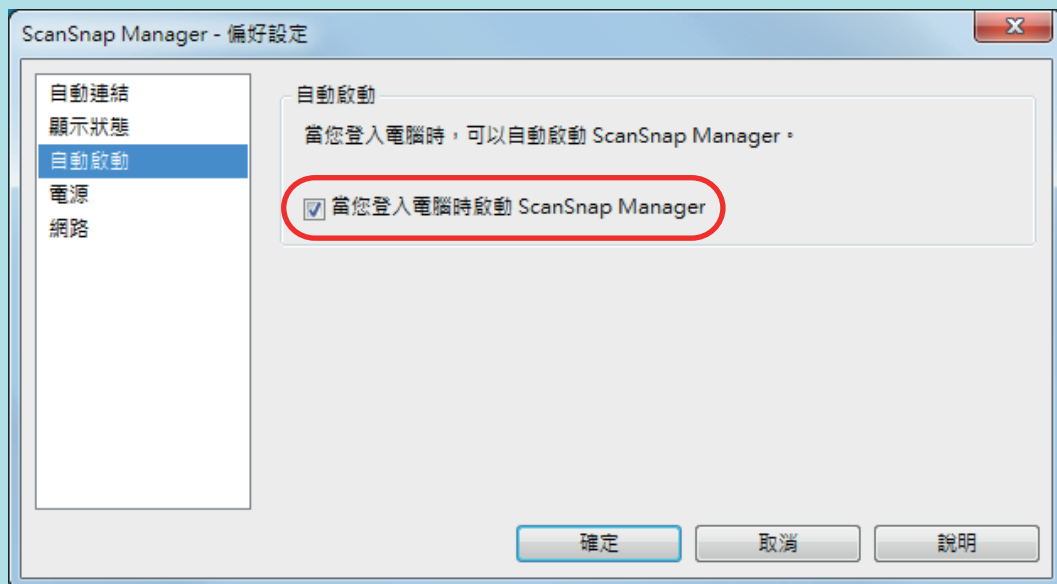 ScanSnap Manager - 偏好設定
自動連結
顯示狀態
自動啟動
電源
網路
自動啟動
當您登入電腦時，可以自動啟動 ScanSnap Manager。
當您登入電腦時啟動 ScanSnap Manager
確定
取消
說明